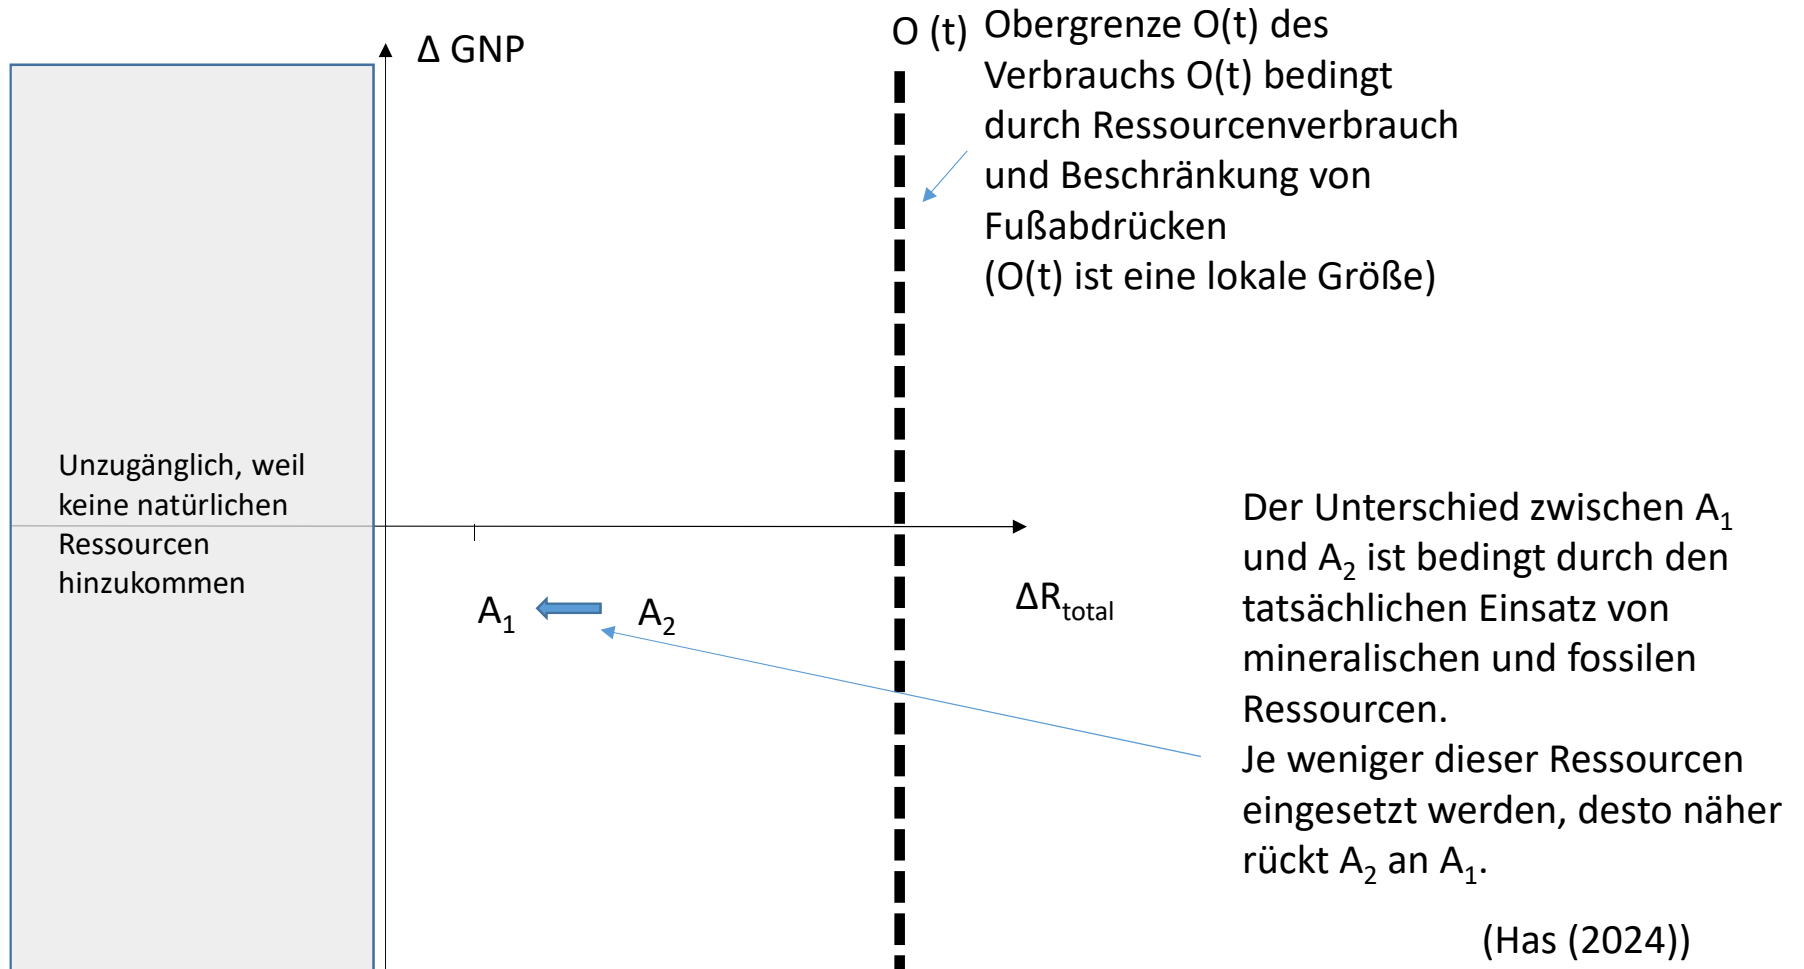 Δ GNP
O (t)
Obergrenze O(t) des
Verbrauchs O(t) bedingt
durch Ressourcenverbrauch
und Beschränkung von
Fußabdrücken
(O(t) ist eine lokale Größe)
Unzugänglich, weil
keine natürlichen
Ressourcen
hinzukommen
A₁
A₂
ΔRtotal
Der Unterschied zwischen A₁
und A₂ ist bedingt durch den
tatsächlichen Einsatz von
mineralischen und fossilen
Ressourcen.
Je weniger dieser Ressourcen
eingesetzt werden, desto näher
rückt A₂ an A₁.
(Has (2024))